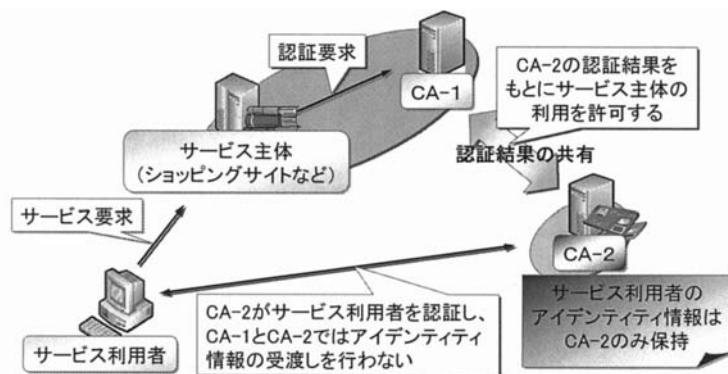 認証要求
CA-1
CA-2の認証結果を
もとにサービス主体の
利用を許可する
サービス主体
(ショッピングサイトなど)
認証結果の共有
サービス要求
CA-2
CA-2がサービス利用者を認証し、
CA-1とCA-2ではアイデンティティ
情報の受渡しを行わない
サービス利用者の
アイデンティティ情報は
CA-2のみ保持
サービス利用者